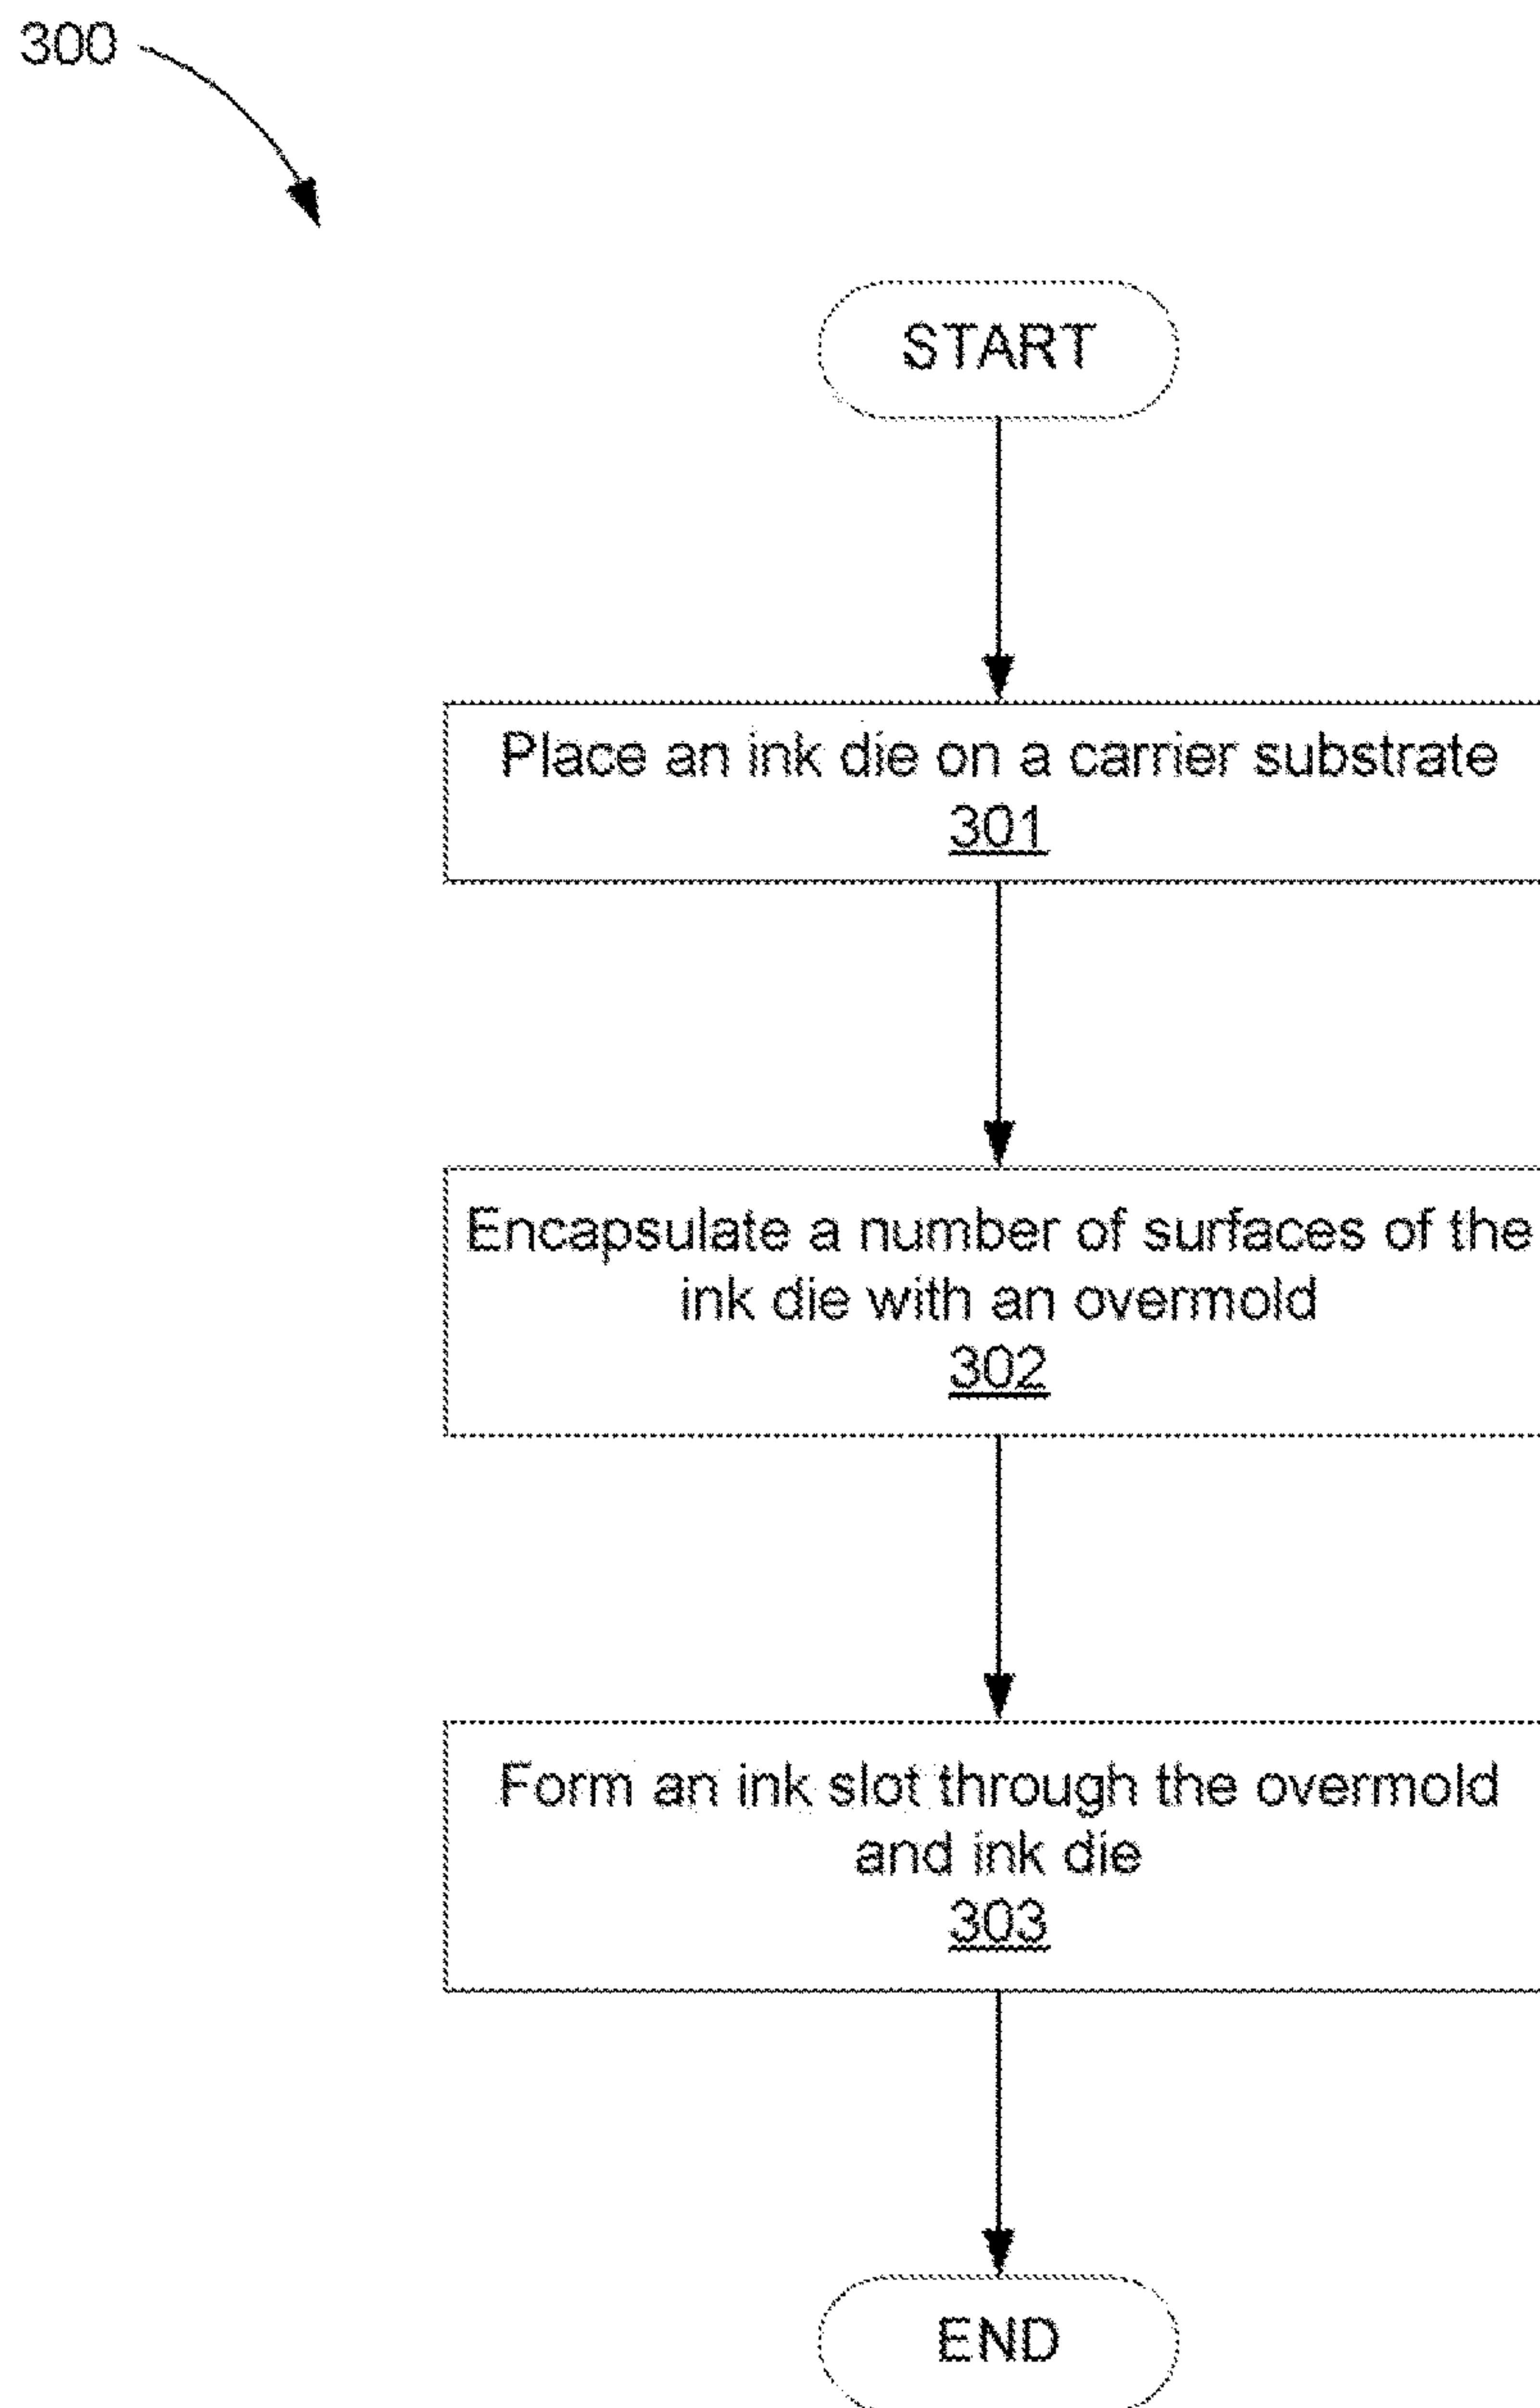 300
START
Place an ink die on a carrier substrate
301
Encapsulate a number of surfaces of the
ink die with an overmold
302
Form an ink slot through the overmold
and ink die
303
END